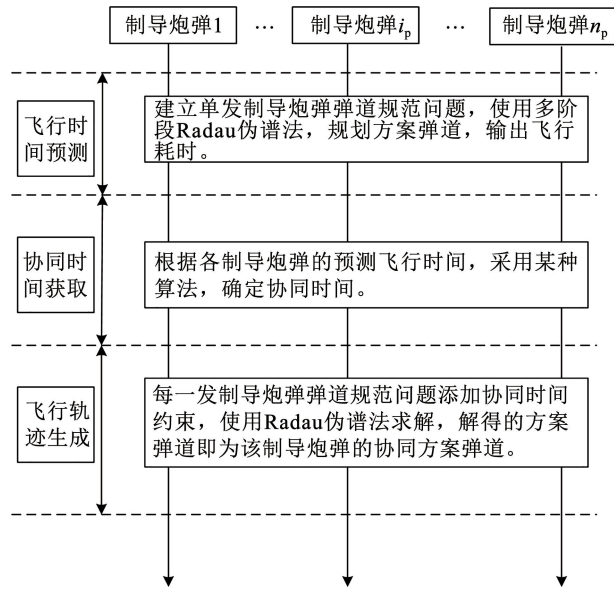 制导炮弹1 … 制导炮弹iₚ … 制导炮弹nₚ
飞行时
间预测
建立单发制导炮弹弹道规范问题，使用多阶
段Radau伪谱法，规划方案弹道，输出飞行
耗时。
协同时
间获取
根据各制导炮弹的预测飞行时间，采用某种
算法，确定协同时间。
飞行轨
迹生成
每一发制导炮弹弹道规范问题添加协同时间
约束，使用Radau伪谱法求解，解得的方案
弹道即为该制导炮弹的协同方案弹道。